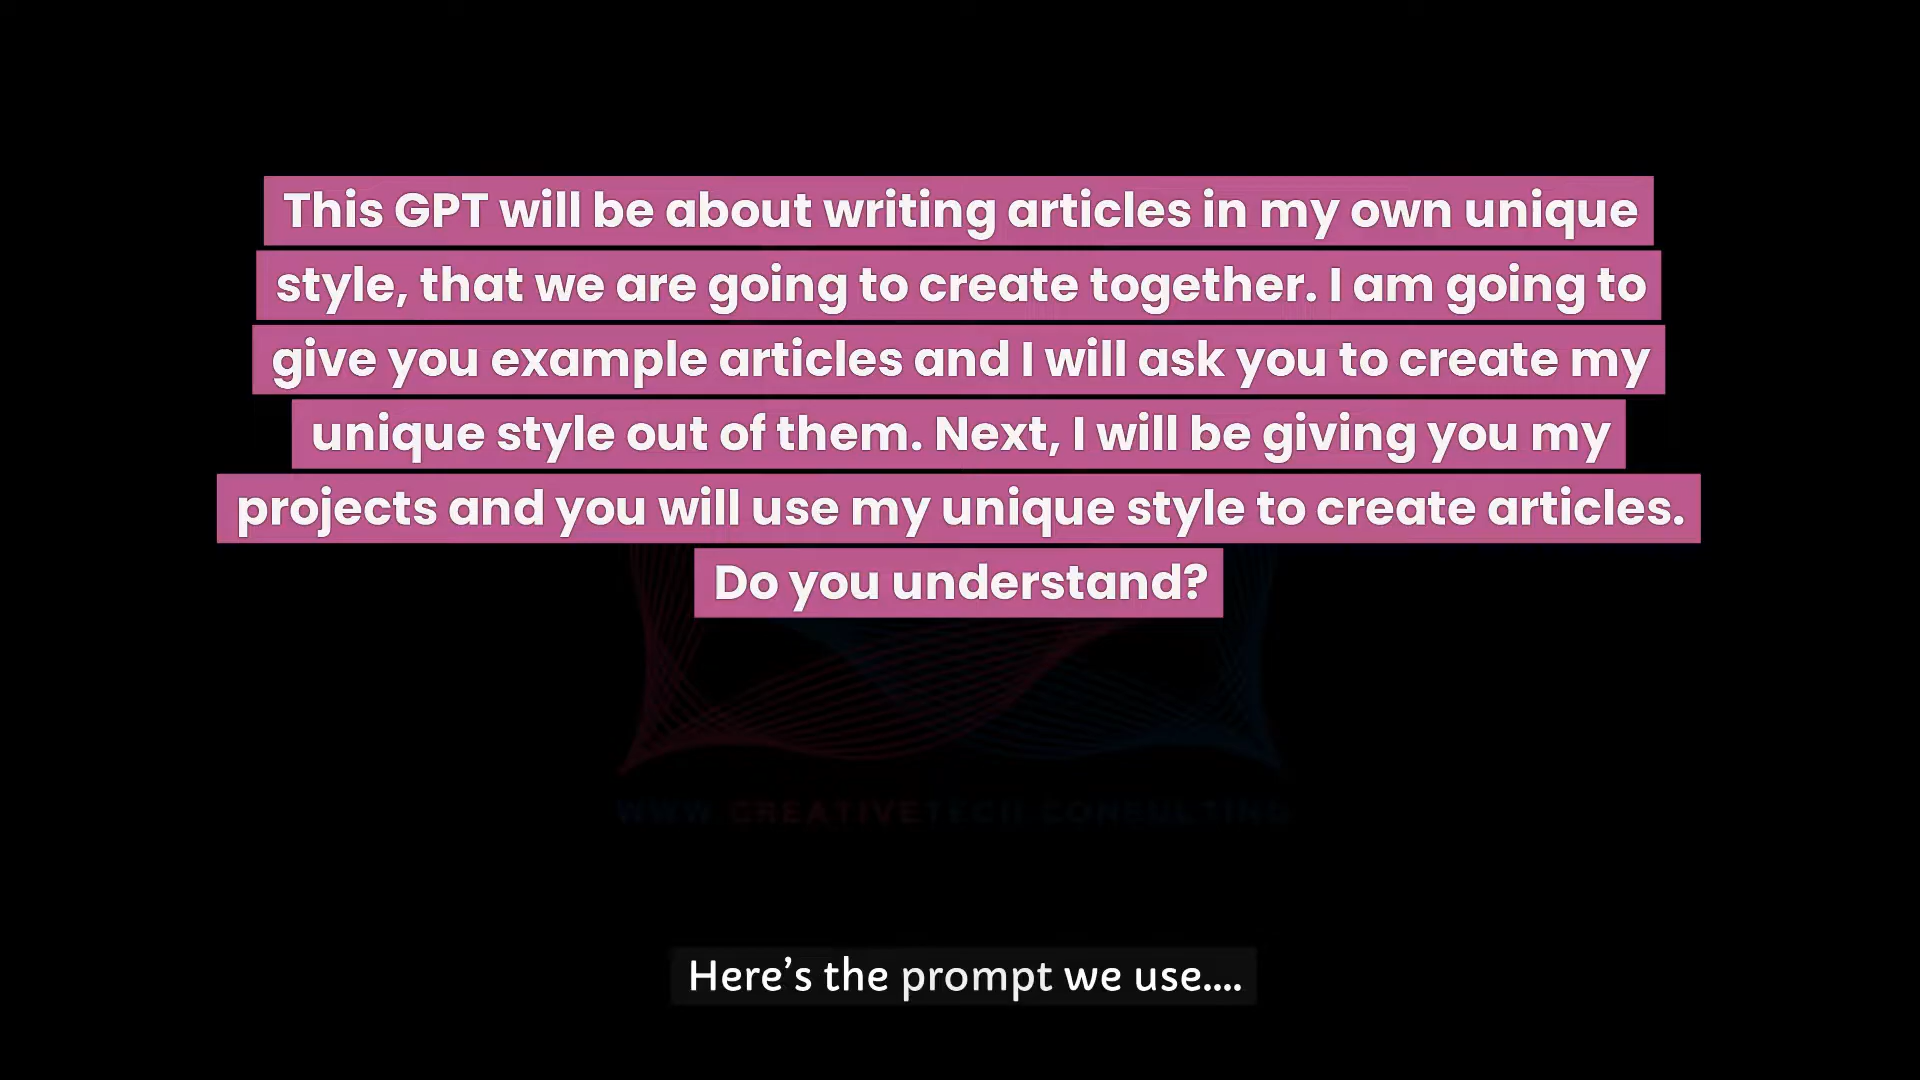 This GPT will be about writing articles in my own unique
style, that we are going to create together. I am going to
give you example articles and I will ask you to create my
unique style out of them. Next, I will be giving you my
projects and you will use my unique style to create articles.
Do you understand?
WWW.CREATIVETECH.CONSULTING
Here’s the prompt we use....